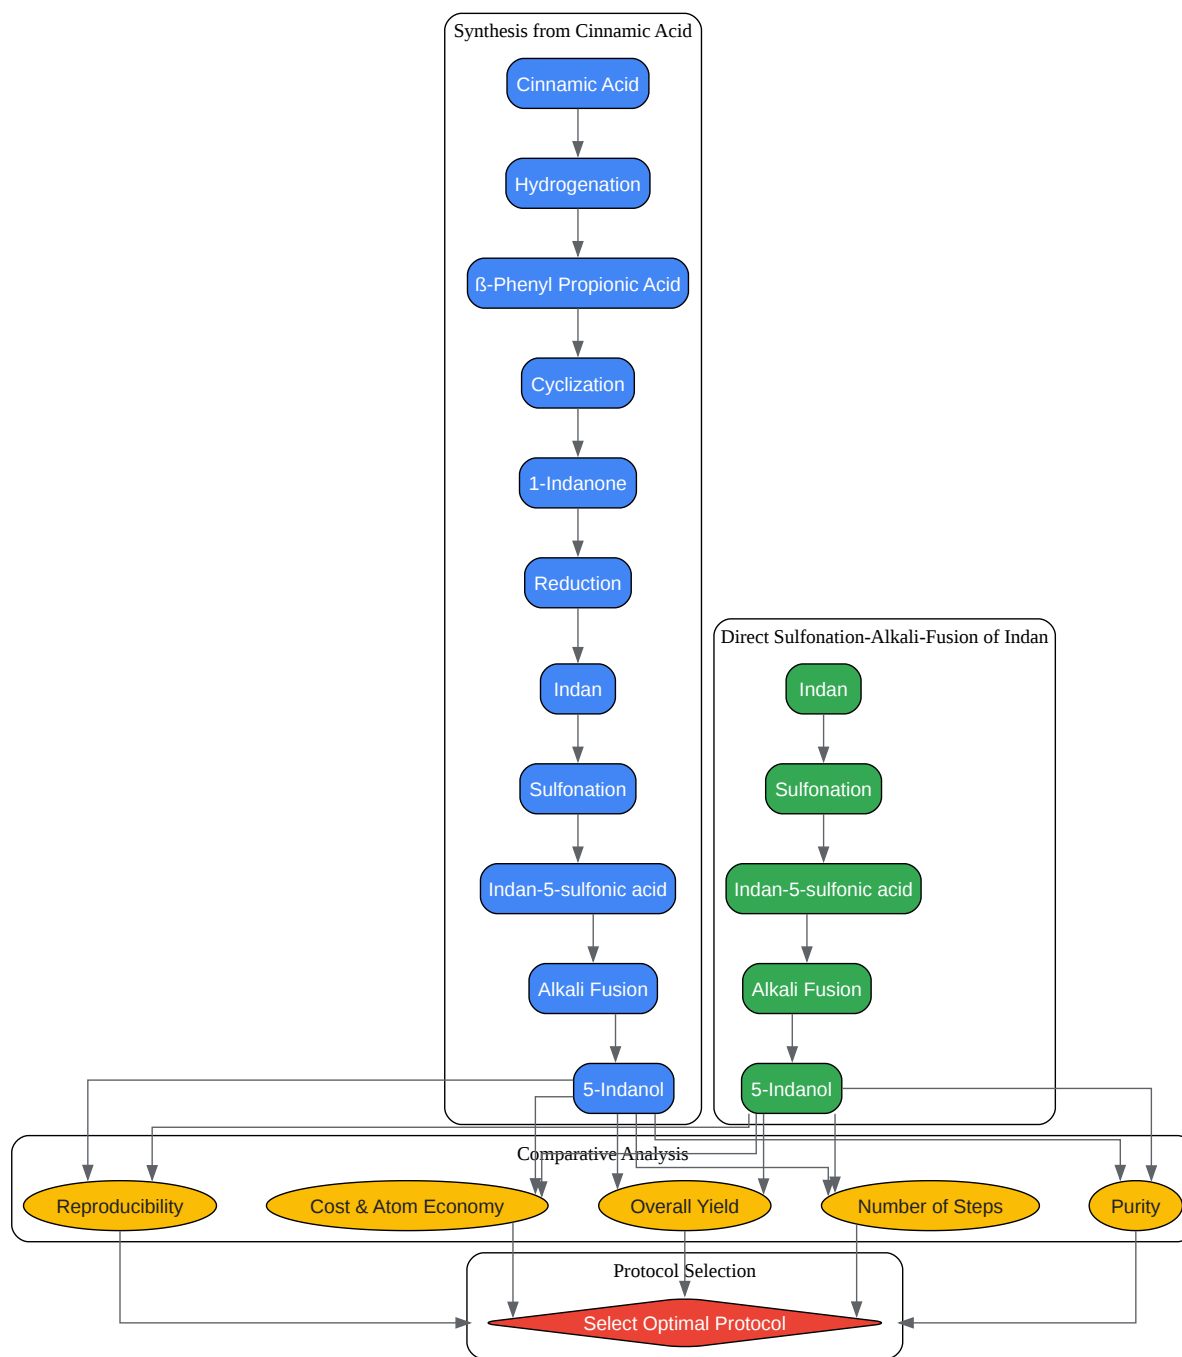 Synthesis from Cinnamic Acid
Cinnamic Acid
Hydrogenation
ß-Phenyl Propionic Acid
Cyclization
1-Indanone
Reduction
Indan
Sulfonation
Indan-5-sulfonic acid
Alkali Fusion
5-Indanol
Direct Sulfonation-Alkali-Fusion of Indan
Indan
Sulfonation
Indan-5-sulfonic acid
Alkali Fusion
5-Indanol
Comparative Analysis
Reproducibility
Cost & Atom Economy
Overall Yield
Number of Steps
Purity
Protocol Selection
Select Optimal Protocol